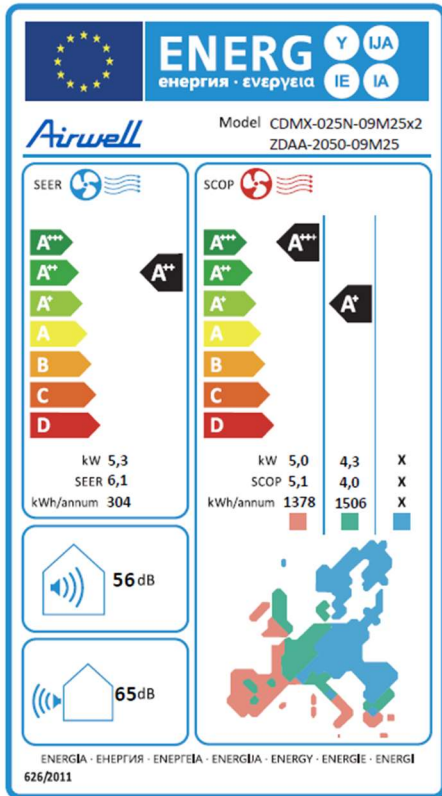 ENERG
Y IJA
IE IA
енергия · ενεργεια
Airwell
Model CDMX-025N-09M25x2
ZDAA-2050-09M25
SEER
A+++
A++
A+
A
B
C
D
A++
kW 5,3
SEER 6,1
kWh/annum 304
SCOP
A+++
A++
A+
A
B
C
D
A+++
A+
kW 5,0 4,3 X
SCOP 5,1 4,0 X
kWh/annum 1378 1506 X
56dB
65dB
ENERGIA · ЕНЕРГИЯ · ΕΝΕΡΓΕΙΑ · ENERGIJA · ENERGY · ENERGIE · ENERGI
626/2011